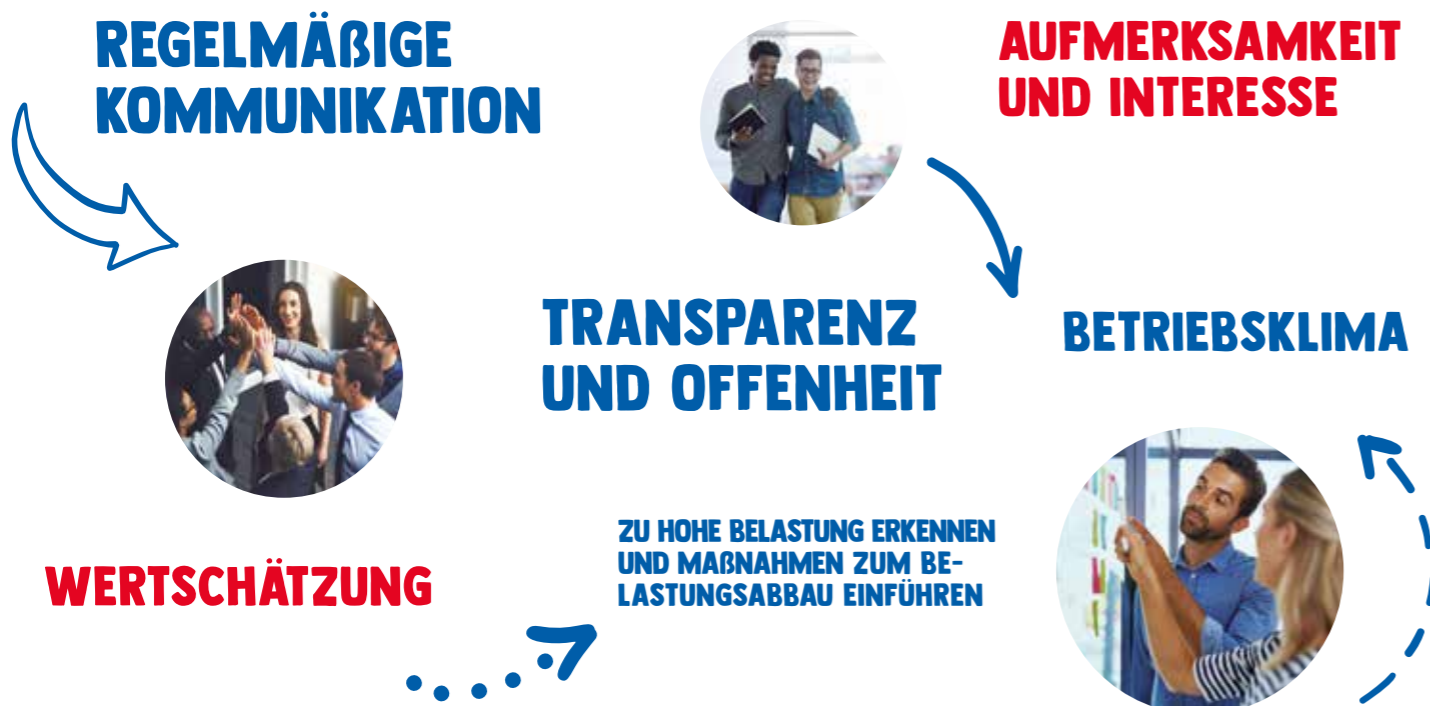 REGELMÄßIGE
KOMMUNIKATION
AUFMERKSAMKEIT
UND INTERESSE
TRANSPARENZ
UND OFFENHEIT
BETRIEBSKLIMA
WERTSCHÄTZUNG
ZU HOHE BELASTUNG ERKENNEN
UND MAßNAHMEN ZUM BE-
LASTUNGSABBAU EINFÜHREN